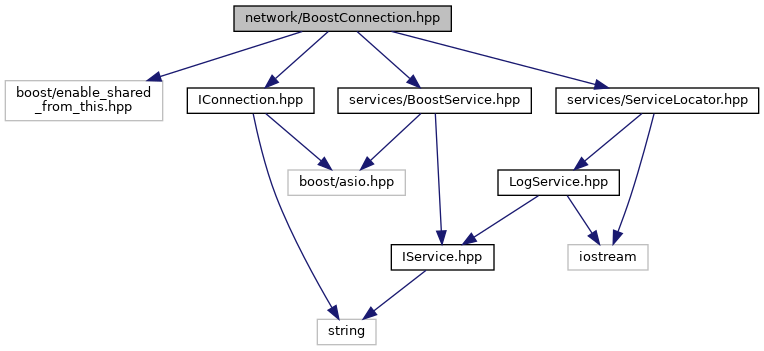 network/BoostConnection.hpp
boost/enable_shared
_from_this.hpp
IConnection.hpp
services/BoostService.hpp
services/ServiceLocator.hpp
boost/asio.hpp
LogService.hpp
IService.hpp
iostream
string